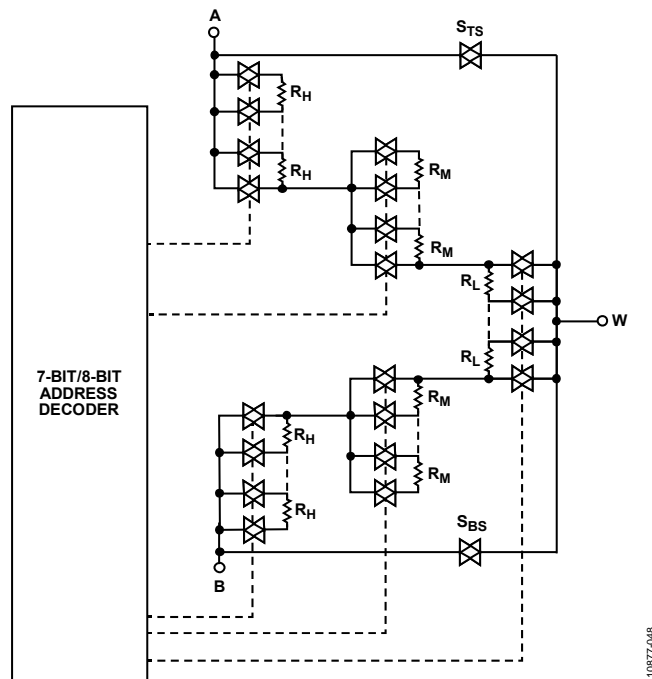 A
S_TS
R_H
R_H
R_M
R_M
R_L
W
R_L
7-BIT/8-BIT
ADDRESS
DECODER
R_M
R_H
R_M
R_H
S_BS
B
10877-048